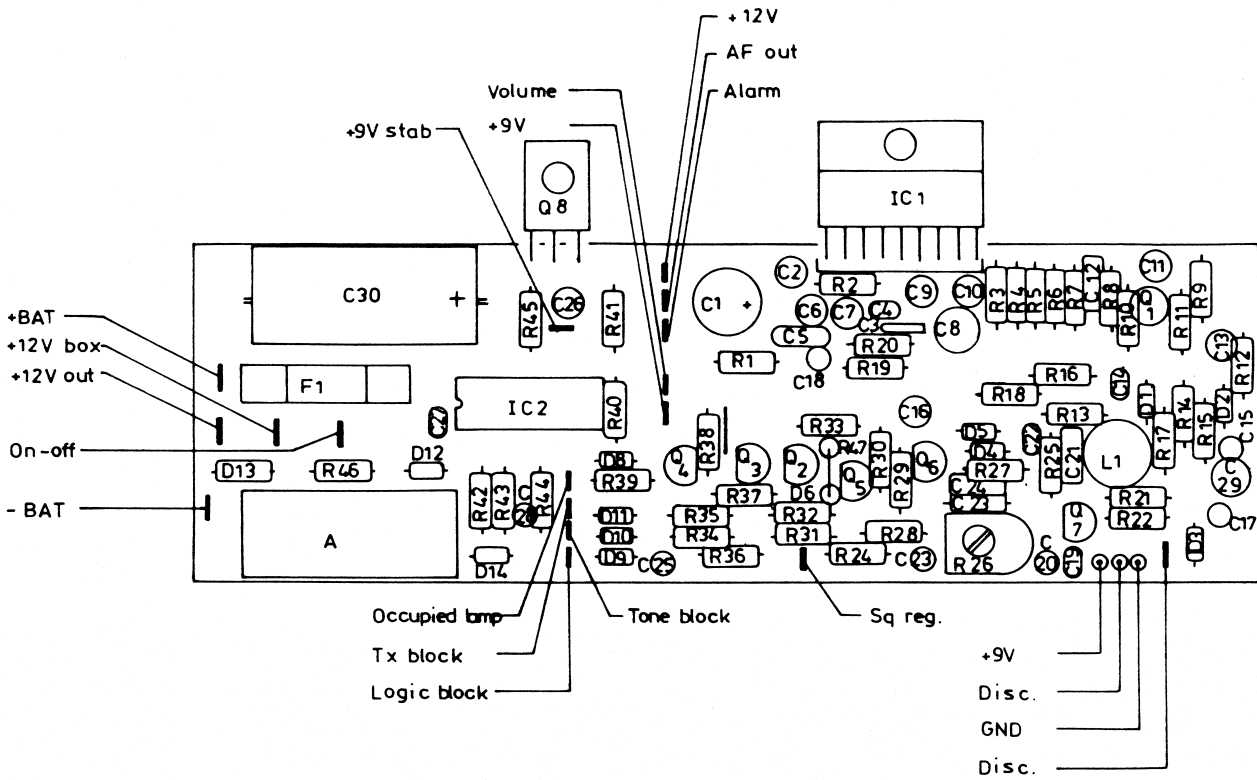 +12V
AF out
Alarm
Volume
+9V
+9V stab
Q8
IC1
C30
+
R45
C26
R41
C1
+
C2
R2
C6
C7
C4
C3
C5
C9
C10
C8
R3
R4
R5
R6
R7
C12
R8
R10
Q1
C11
R11
R9
C13
R12
+BAT
+12V box
+12V out
On-off
-BAT
F1
IC2
R40
C27
R1
C18
R20
R19
R16
R18
C14
R13
D1
R14
R15
D2
C15
D13
R46
D12
D8
R39
Q4
R38
Q3
Q2
R33
R47
D6
Q5
R30
R29
C16
Q6
D5
D4
R27
C22
R25
C21
L1
R17
C29
A
R42
R43
C28
R44
D11
D10
D9
D14
C25
R37
R35
R34
R36
R32
R31
R24
R28
C23
C24
C23
R26
Q7
C20
C19
R21
R22
D3
C17
Occupied lamp
Tone block
Sq reg.
Tx block
Logic block
+9V
Disc.
GND
Disc.